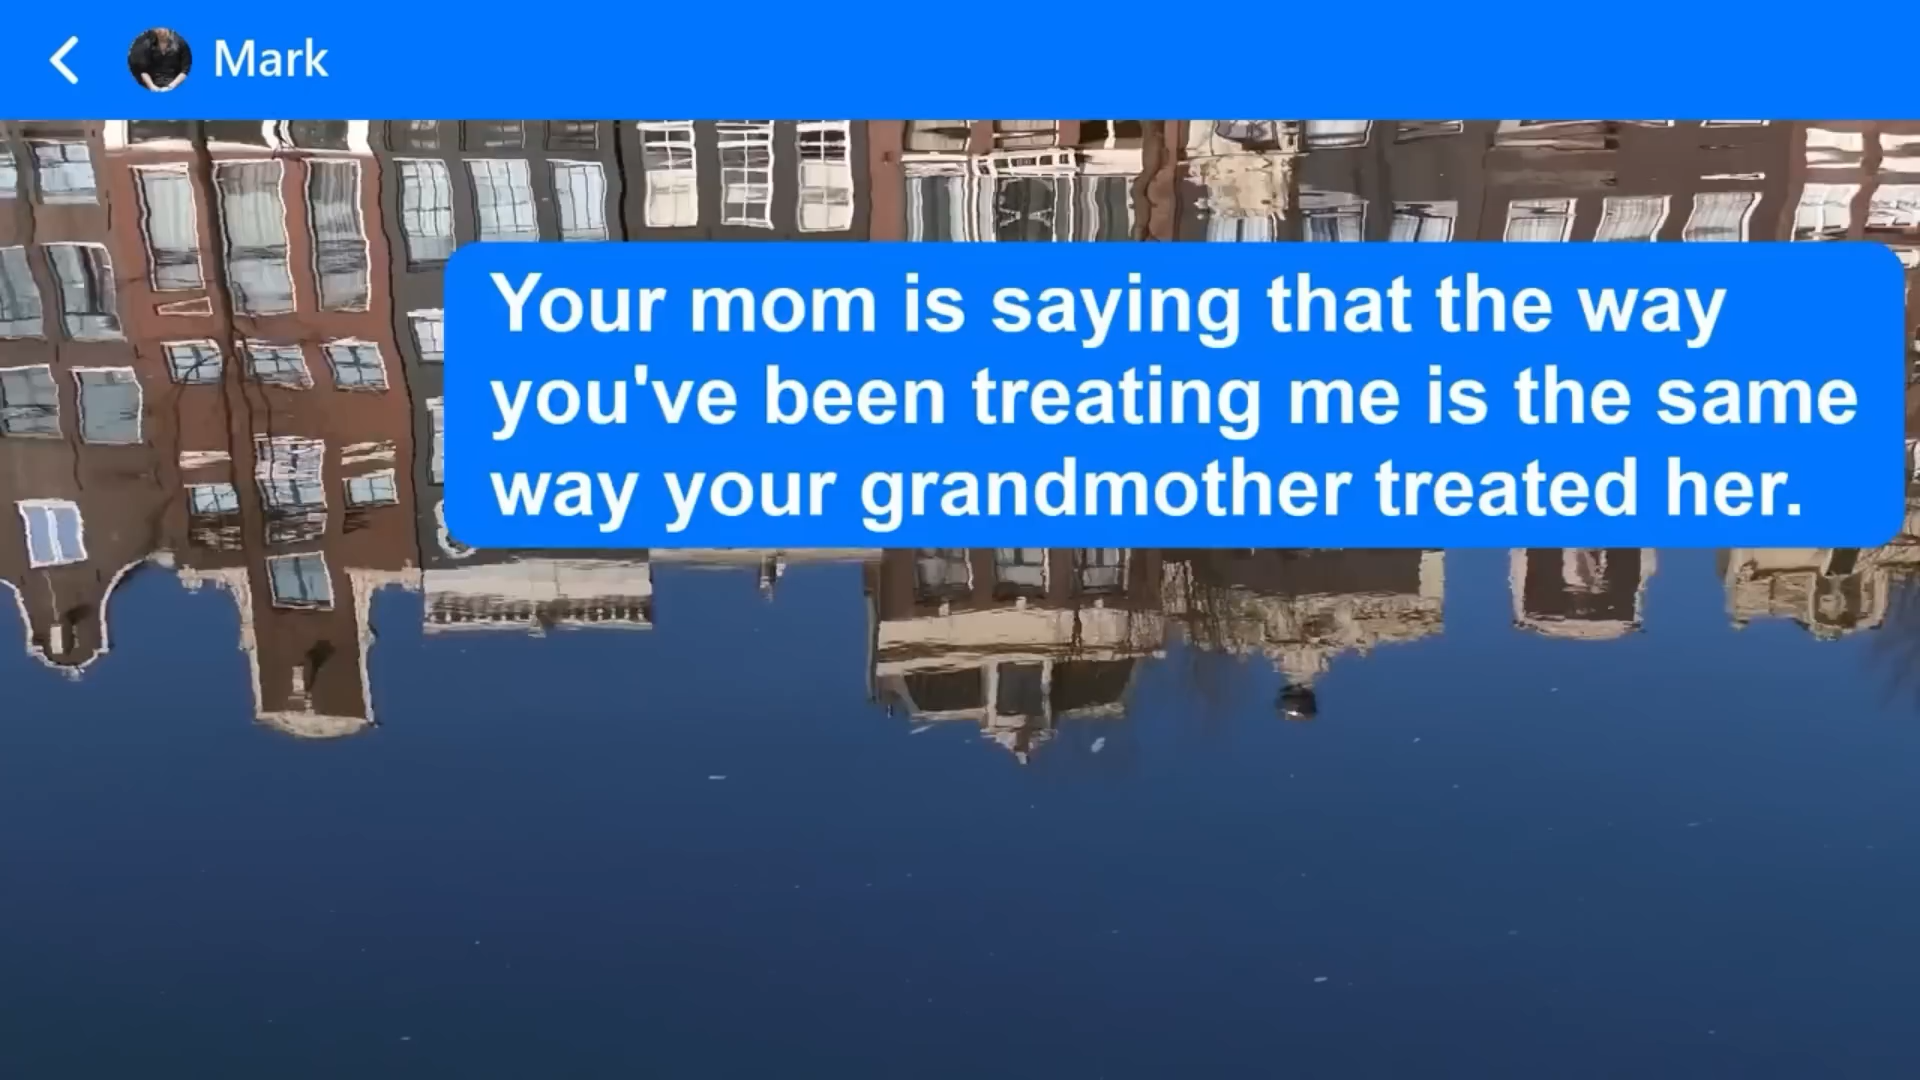 Mark
Your mom is saying that the way
you've been treating me is the same
way your grandmother treated her.